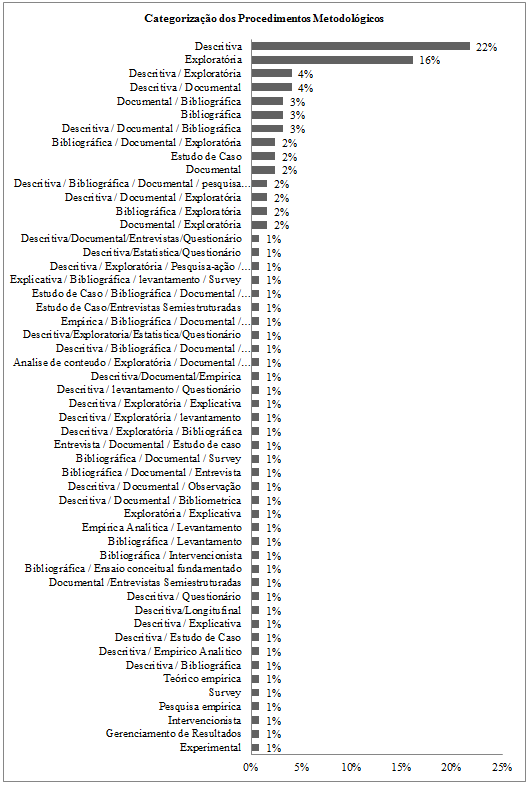 Categorização dos Procedimentos Metodológicos
Descritiva 22%
Exploratória 16%
Descritiva / Exploratória 4%
Descritiva / Documental 4%
Documental / Bibliográfica 3%
Bibliográfica 3%
Descritiva / Documental / Bibliográfica 3%
Bibliográfica / Documental / Exploratória 2%
Estudo de Caso 2%
Documental 2%
Descritiva / Bibliográfica / Documental / pesquisa... 2%
Descritiva / Documental / Exploratória 2%
Bibliográfica / Exploratória 2%
Documental / Exploratória 2%
Descritiva/Documental/Entrevistas/Questionário 1%
Descritiva/Estatistica/Questionário 1%
Descritiva / Exploratória / Pesquisa-ação /... 1%
Explicativa / Bibliográfica / levantamento / Survey 1%
Estudo de Caso / Bibliográfica / Documental /... 1%
Estudo de Caso/Entrevistas Semiestruturadas 1%
Empírica / Bibliográfica / Documental /... 1%
Descritiva/Exploratoria/Estatistica/Questionário 1%
Descritiva / Bibliográfica / Documental /... 1%
Analise de conteudo / Exploratória / Documental /... 1%
Descritiva/Documental/Empírica 1%
Descritiva / levantamento / Questionário 1%
Descritiva / Exploratória / Explicativa 1%
Descritiva / Exploratória / levantamento 1%
Descritiva / Exploratória / Bibliográfica 1%
Entrevista / Documental / Estudo de caso 1%
Bibliográfica / Documental / Survey 1%
Bibliográfica / Documental / Entrevista 1%
Descritiva / Documental / Observação 1%
Descritiva / Documental / Bibliometrica 1%
Exploratória / Explicativa 1%
Empírica Analítica / Levantamento 1%
Bibliográfica / Levantamento 1%
Bibliográfica / Intervencionista 1%
Bibliográfica / Ensaio conceitual fundamentado 1%
Documental /Entrevistas Semiestruturadas 1%
Descritiva / Questionário 1%
Descritiva/Longitufinal 1%
Descritiva / Explicativa 1%
Descritiva / Estudo de Caso 1%
Descritiva / Empirico Analitico 1%
Descritiva / Bibliográfica 1%
Teórico empírica 1%
Survey 1%
Pesquisa empírica 1%
Intervencionista 1%
Gerenciamento de Resultados 1%
Experimental 1%
0% 5% 10% 15% 20% 25%